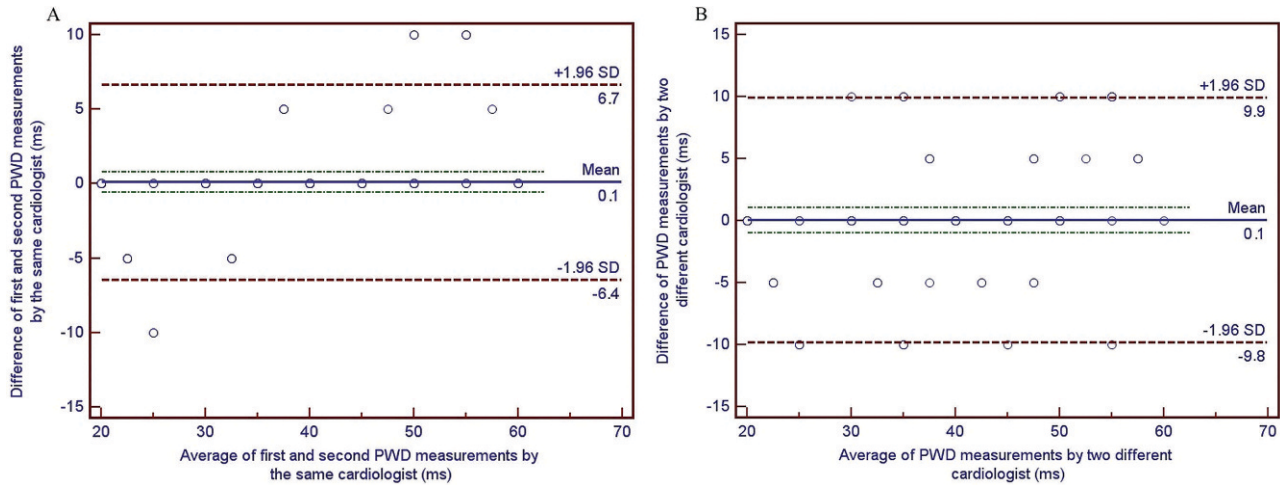 A
Difference of first and second PWD measurements
by the same cardiologist (ms)
10
5
0
-5
-10
-15
+1.96 SD
6.7
Mean
0.1
-1.96 SD
-6.4
20
30
40
50
60
70
Average of first and second PWD measurements by
the same cardiologist (ms)
B
Difference of PWD measurements by two
different cardiologist (ms)
15
10
5
0
-5
-10
-15
+1.96 SD
9.9
Mean
0.1
-1.96 SD
-9.8
20
30
40
50
60
70
Average of PWD measurements by two different
cardiologist (ms)